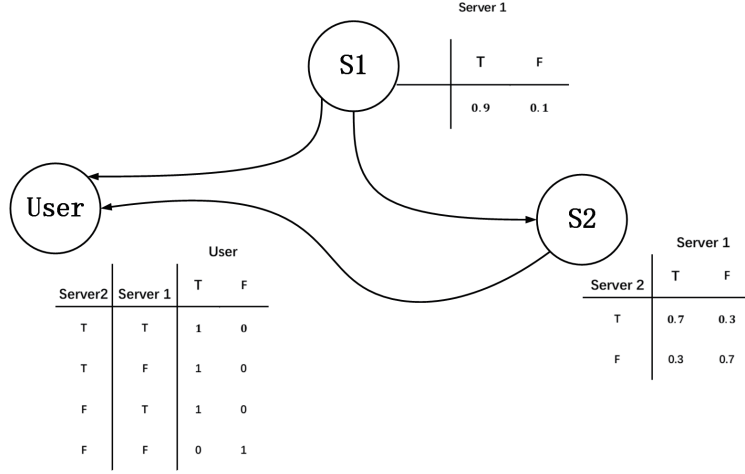 Server 1
S1
T F
0.9 0.1
User
S2
Server 1
Server 2 T F
T 0.7 0.3
F 0.3 0.7
User
Server2 Server 1 T F
T T 1 0
T F 1 0
F T 1 0
F F 0 1